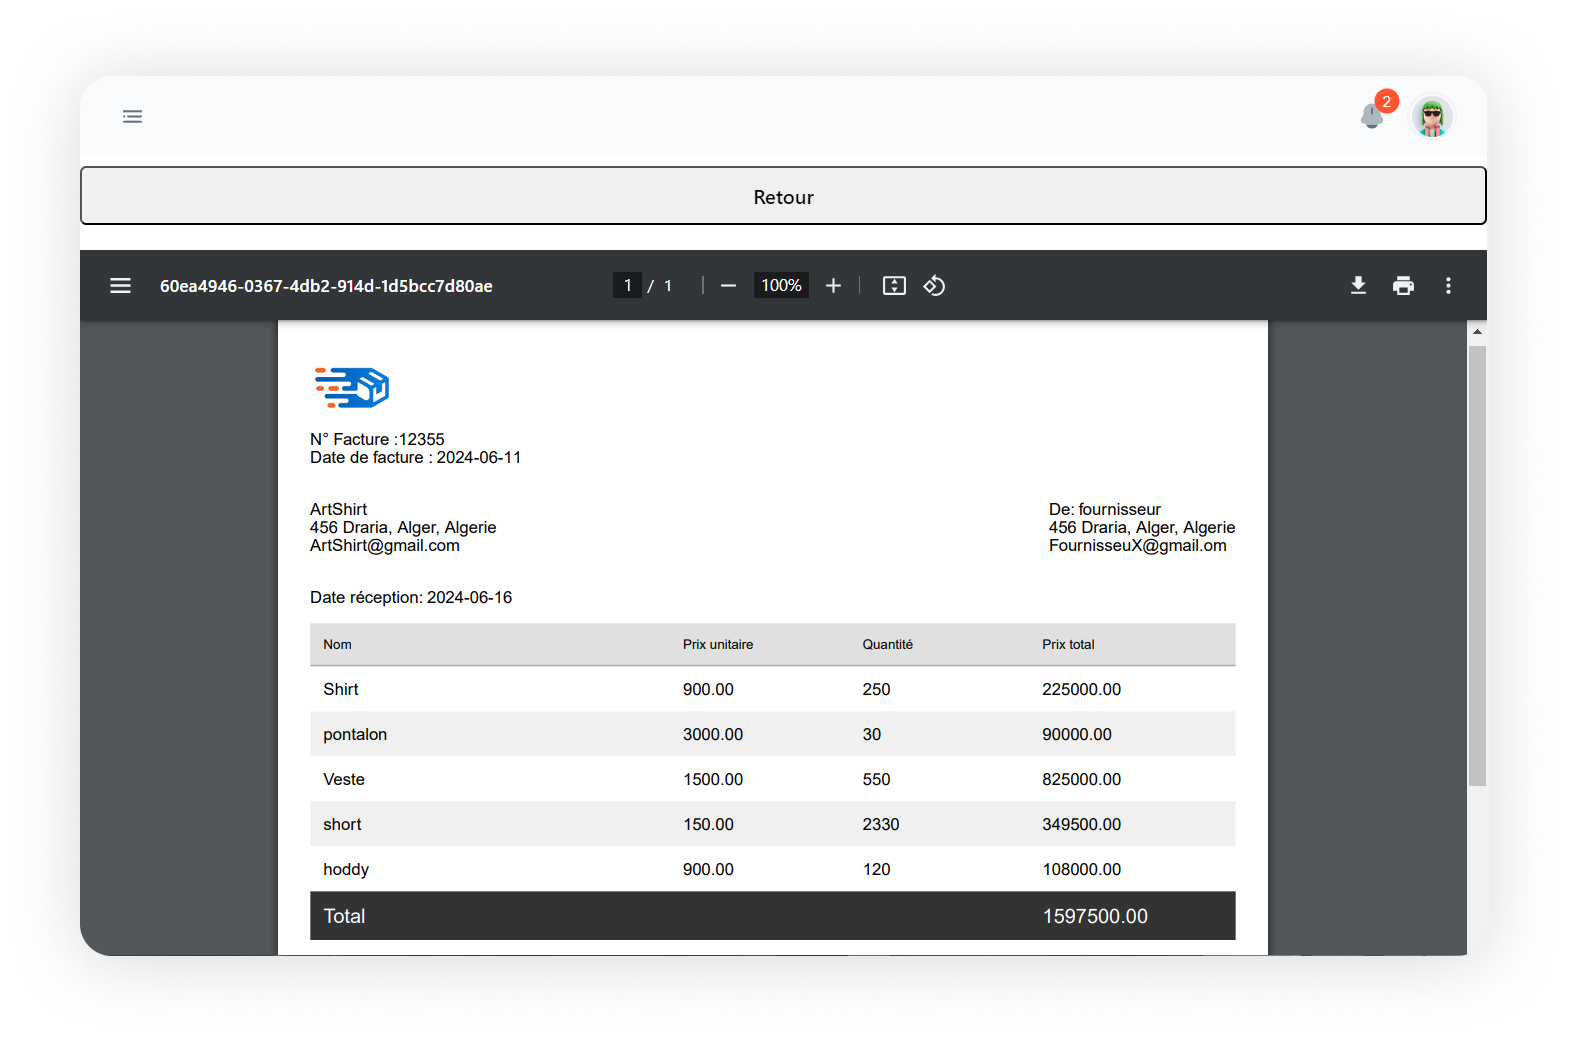 2
Retour
60ea4946-0367-4db2-914d-1d5bcc7d80ae 1 / 1 100%
N° Facture :12355
Date de facture : 2024-06-11
ArtShirt De: fournisseur
456 Draria, Alger, Algerie 456 Draria, Alger, Algerie
ArtShirt@gmail.com FournisseuX@gmail.om
Date réception: 2024-06-16
Nom Prix unitaire Quantité Prix total
Shirt 900.00 250 225000.00
pontalon 3000.00 30 90000.00
Veste 1500.00 550 825000.00
short 150.00 2330 349500.00
hoddy 900.00 120 108000.00
Total 1597500.00